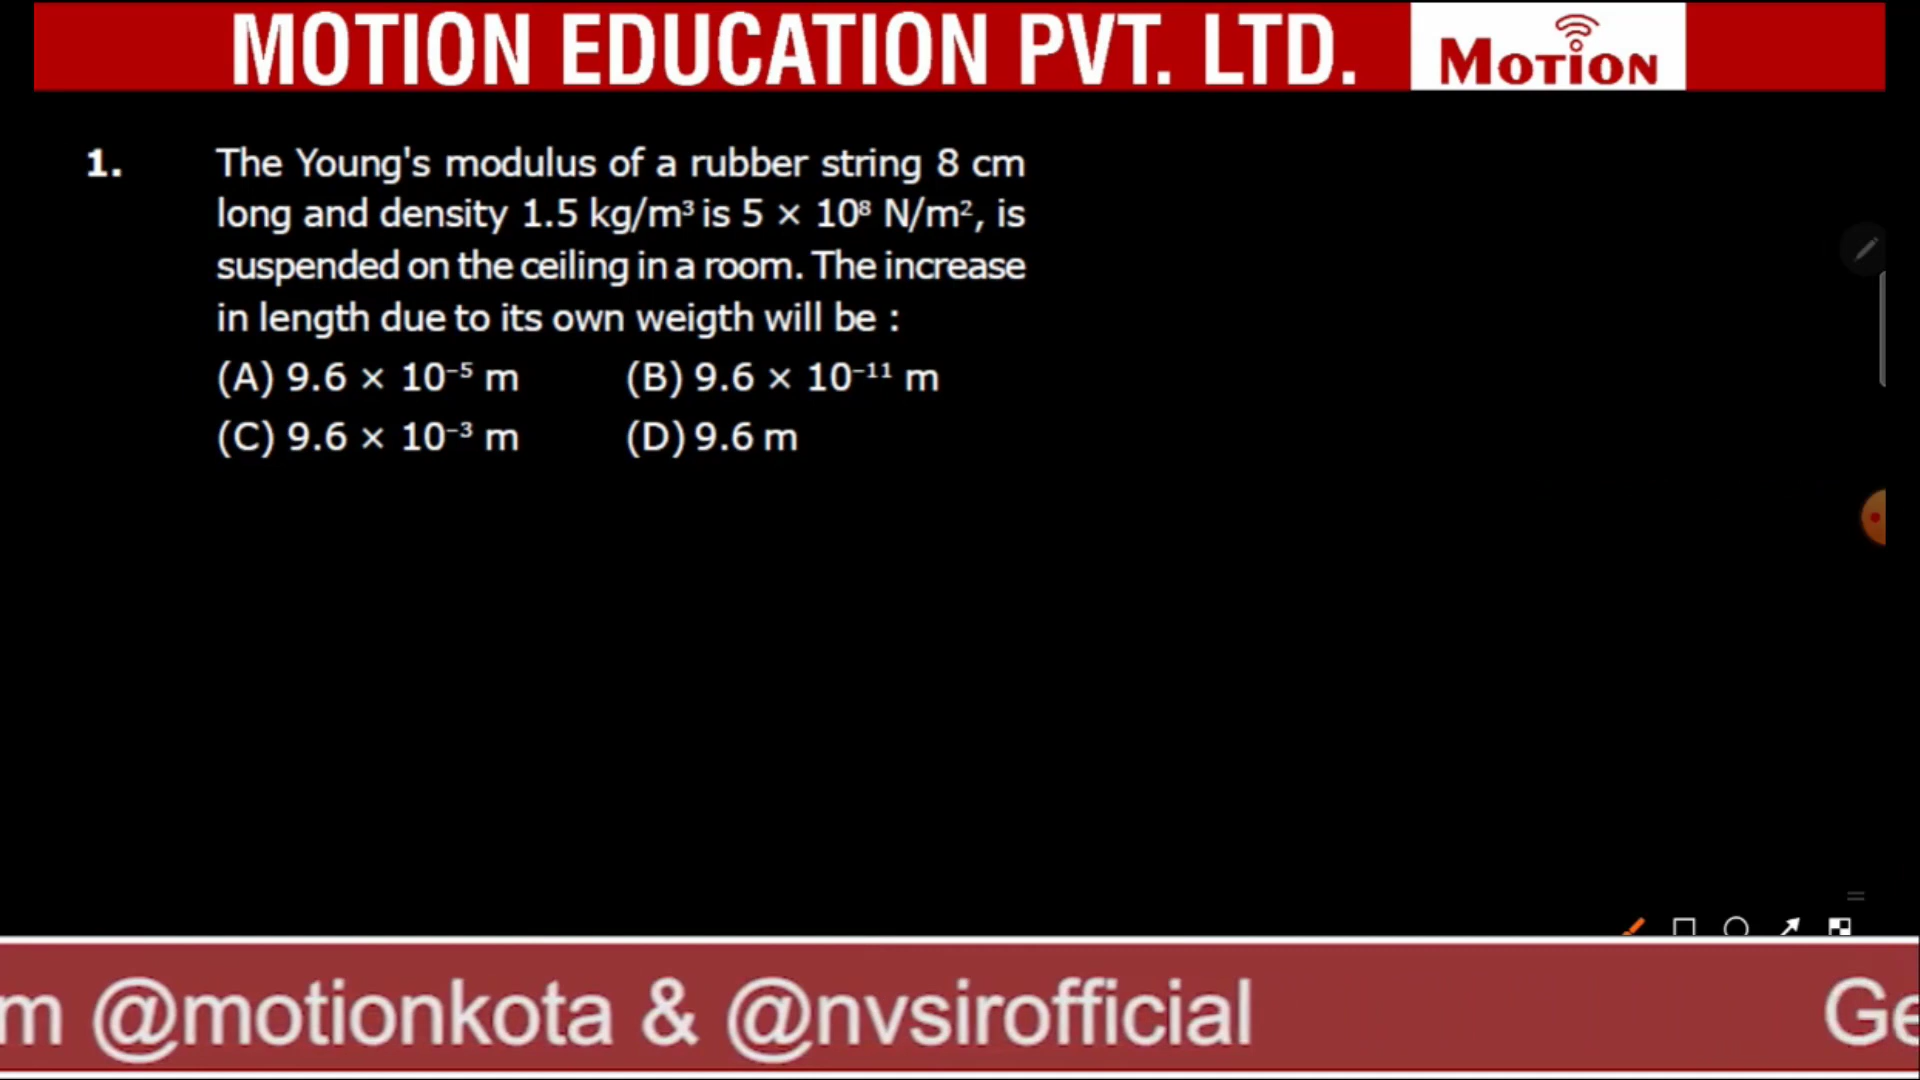 MOTION EDUCATION PVT. LTD. MOTION
1. The Young's modulus of a rubber string 8 cm
long and density 1.5 kg/m³ is 5 × 10⁸ N/m², is
suspended on the ceiling in a room. The increase
in length due to its own weigth will be :
(A) 9.6 × 10⁻⁵ m (B) 9.6 × 10⁻¹¹ m
(C) 9.6 × 10⁻³ m (D) 9.6 m
m @motionkota & @nvsirofficial Ge